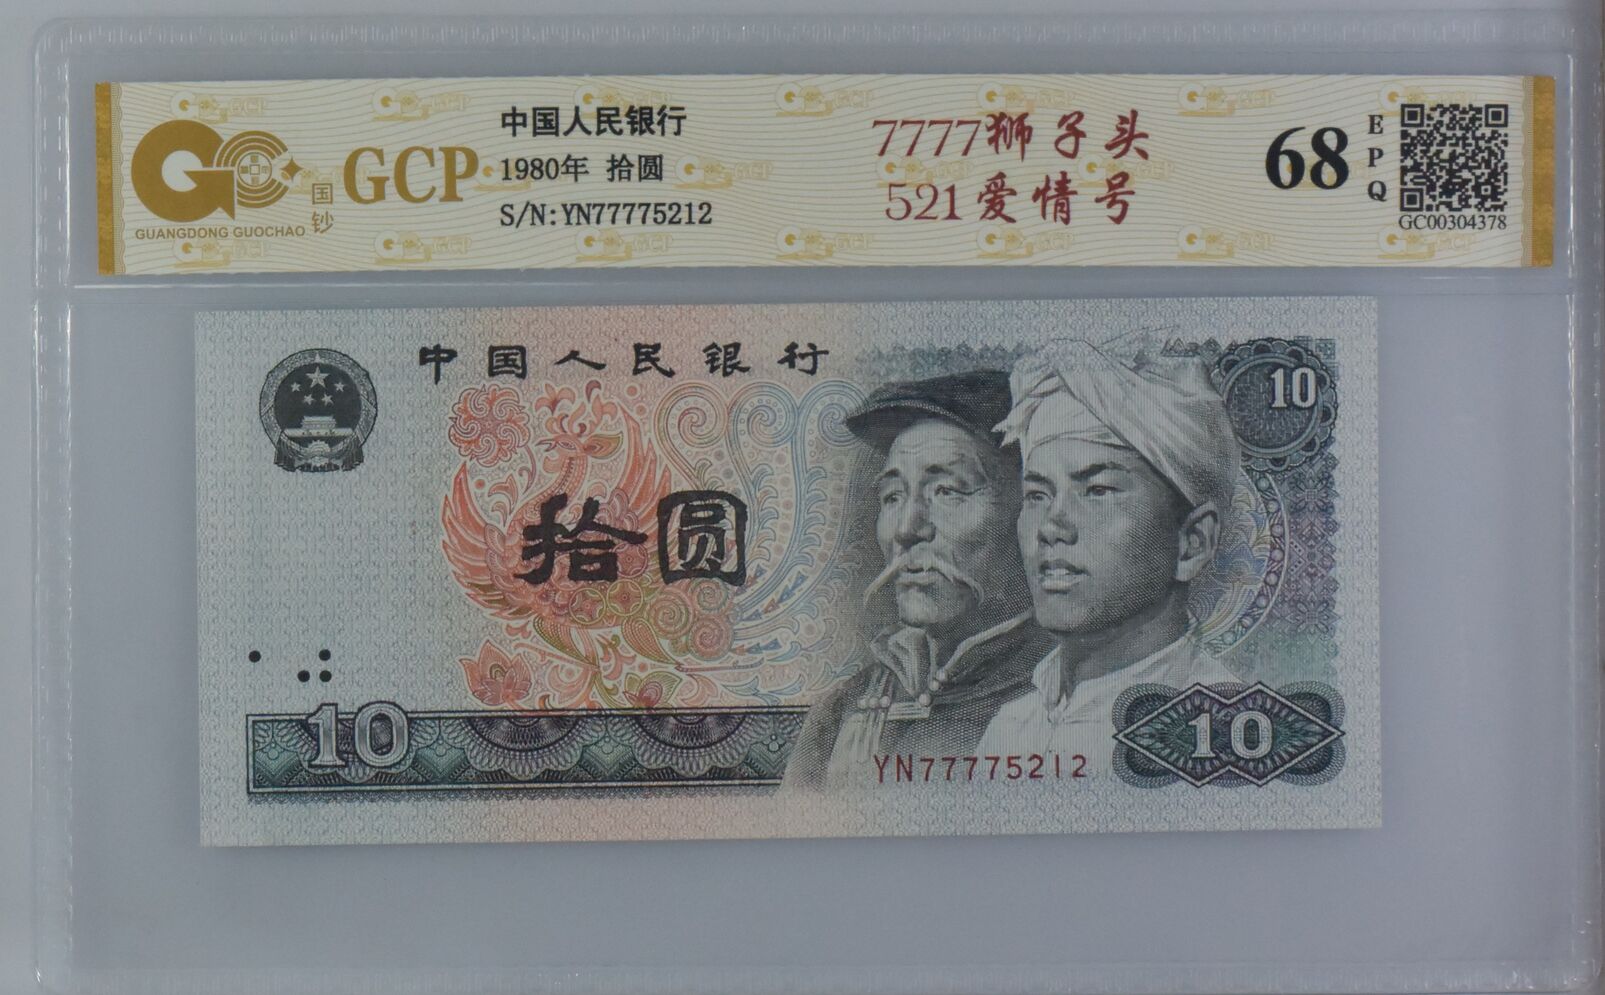 GCP
国钞
GUANGDONG GUOCHAO
中国人民银行
1980年 拾圆
S/N:YN77775212
7777狮子头
521爱情号
68
EPQ
GC00304378
中国人民银行
10
拾圆
10
YN77775212
10